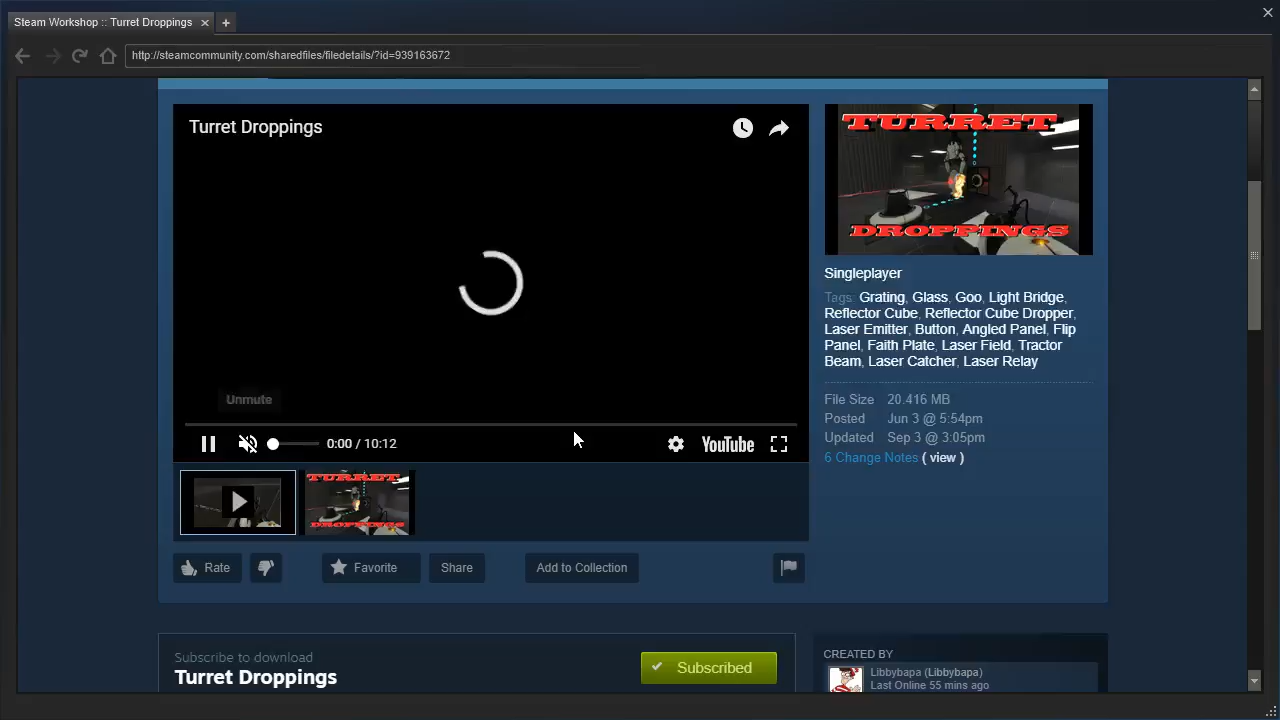 Steam Workshop :: Turret Droppings
http://steamcommunity.com/sharedfiles/filedetails/?id=939163672
Turret Droppings
Unmute
0:00 / 10:12
YouTube
TURRET
DROPPINGS
TURRET
DROPPINGS
Singleplayer
Tags: Grating, Glass, Goo, Light Bridge,
Reflector Cube, Reflector Cube Dropper,
Laser Emitter, Button, Angled Panel, Flip
Panel, Faith Plate, Laser Field, Tractor
Beam, Laser Catcher, Laser Relay
File Size 20.416 MB
Posted Jun 3 @ 5:54pm
Updated Sep 3 @ 3:05pm
6 Change Notes ( view )
Rate
Favorite
Share
Add to Collection
Subscribe to download
Turret Droppings
Subscribed
CREATED BY
Libbybapa (Libbybapa)
Last Online 55 mins ago